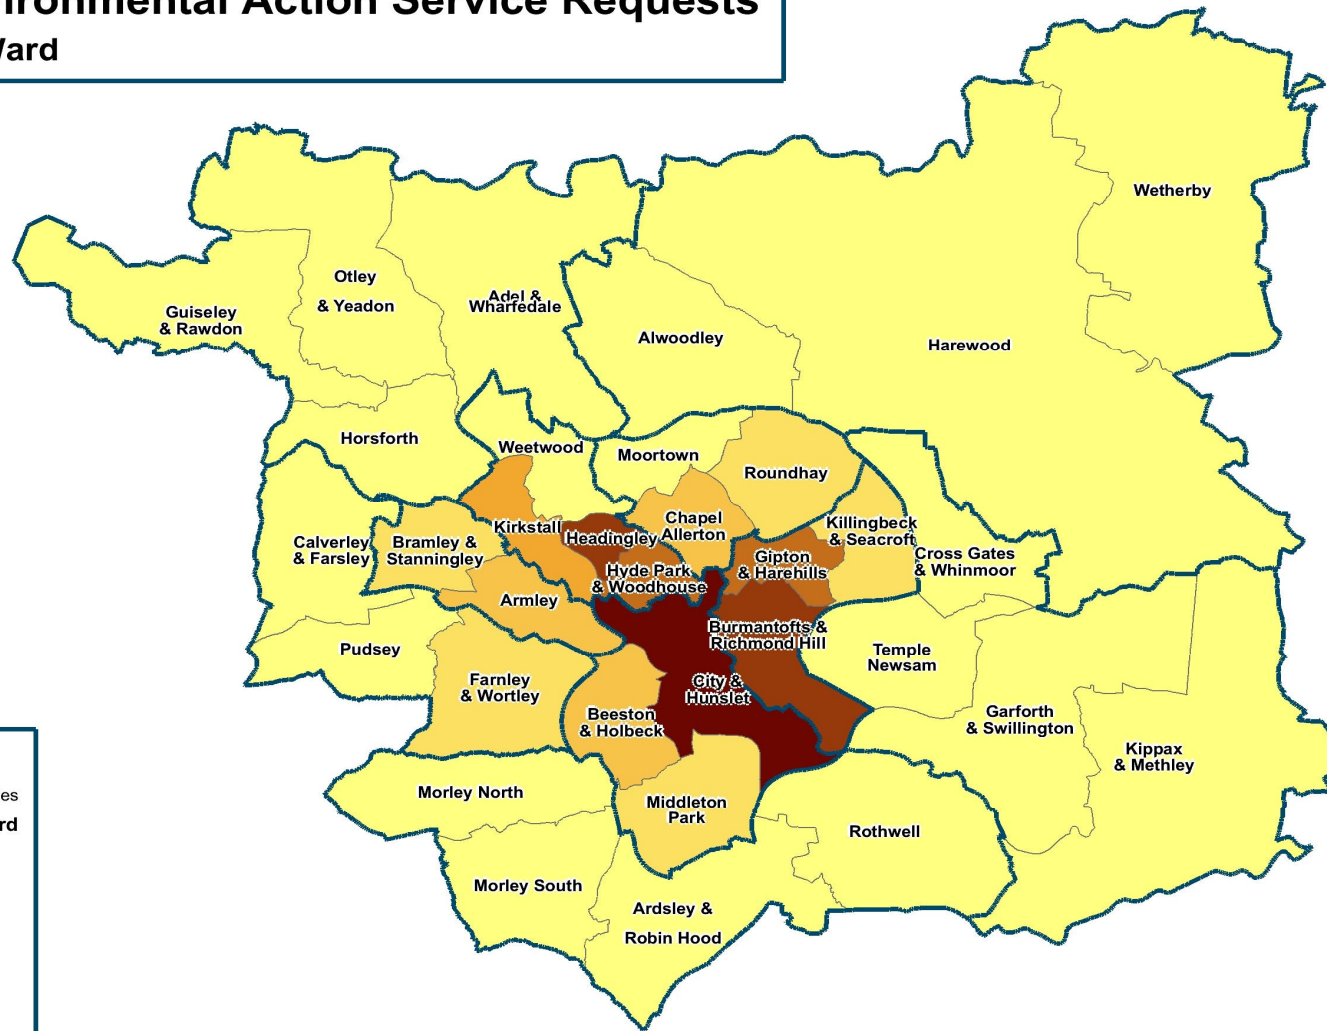 ironmental Action Service Requests
Ward
Wetherby
Otley
& Yeadon
Adel &
Wharfedale
Guiseley
& Rawdon
Alwoodley
Harewood
Horsforth
Weetwood
Moortown
Roundhay
Calverley
& Farsley
Bramley &
Stanningley
Kirkstall
Headingley
Chapel
Allerton
Killingbeck
& Seacroft
Cross Gates
& Whinmoor
Hyde Park
& Woodhouse
Gipton
& Harehills
Armley
Burmantofts &
Richmond Hill
Pudsey
Temple
Newsam
Farnley
& Wortley
City &
Hunslet
Beeston
& Holbeck
Garforth
& Swillington
Kippax
& Methley
Morley North
Middleton
Park
Rothwell
es
rd
Morley South
Ardsley &
Robin Hood